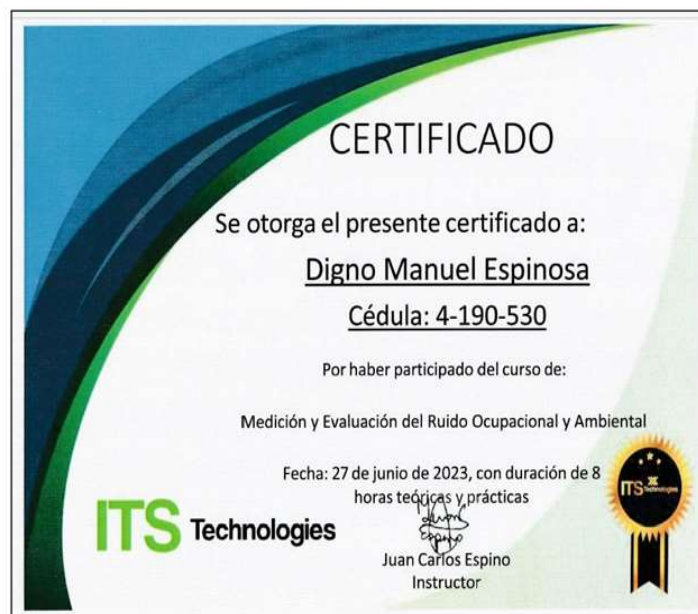 CERTIFICADO
Se otorga el presente certificado a:
Digno Manuel Espinosa
Cédula: 4-190-530
Por haber participado del curso de:
Medición y Evaluación del Ruido Ocupacional y Ambiental
Fecha: 27 de junio de 2023, con duración de 8
horas teóricas y prácticas
ITS Technologies
Juan Carlos Espino
Instructor
ITS Technologies